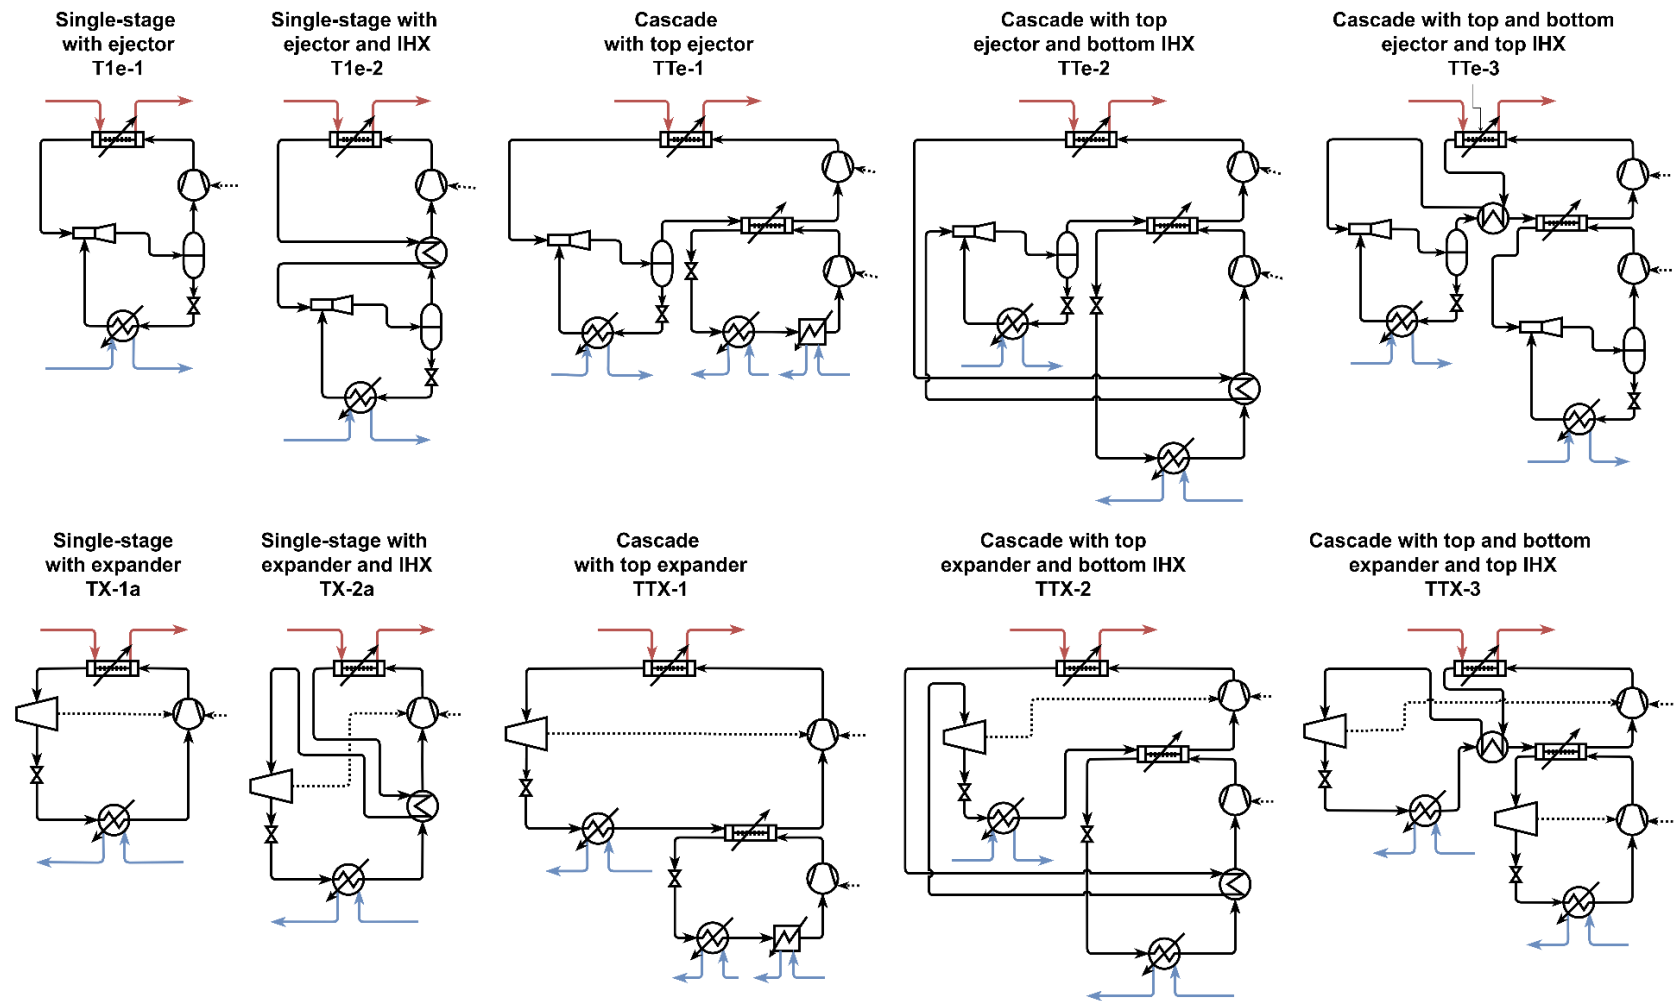 Single-stage
with ejector
T1e-1
Single-stage with
ejector and IHX
T1e-2
Cascade
with top ejector
TTe-1
Cascade with top
ejector and bottom IHX
TTe-2
Cascade with top and bottom
ejector and top IHX
TTe-3
Single-stage
with expander
TX-1a
Single-stage with
expander and IHX
TX-2a
Cascade
with top expander
TTX-1
Cascade with top
expander and bottom IHX
TTX-2
Cascade with top and bottom
expander and top IHX
TTX-3